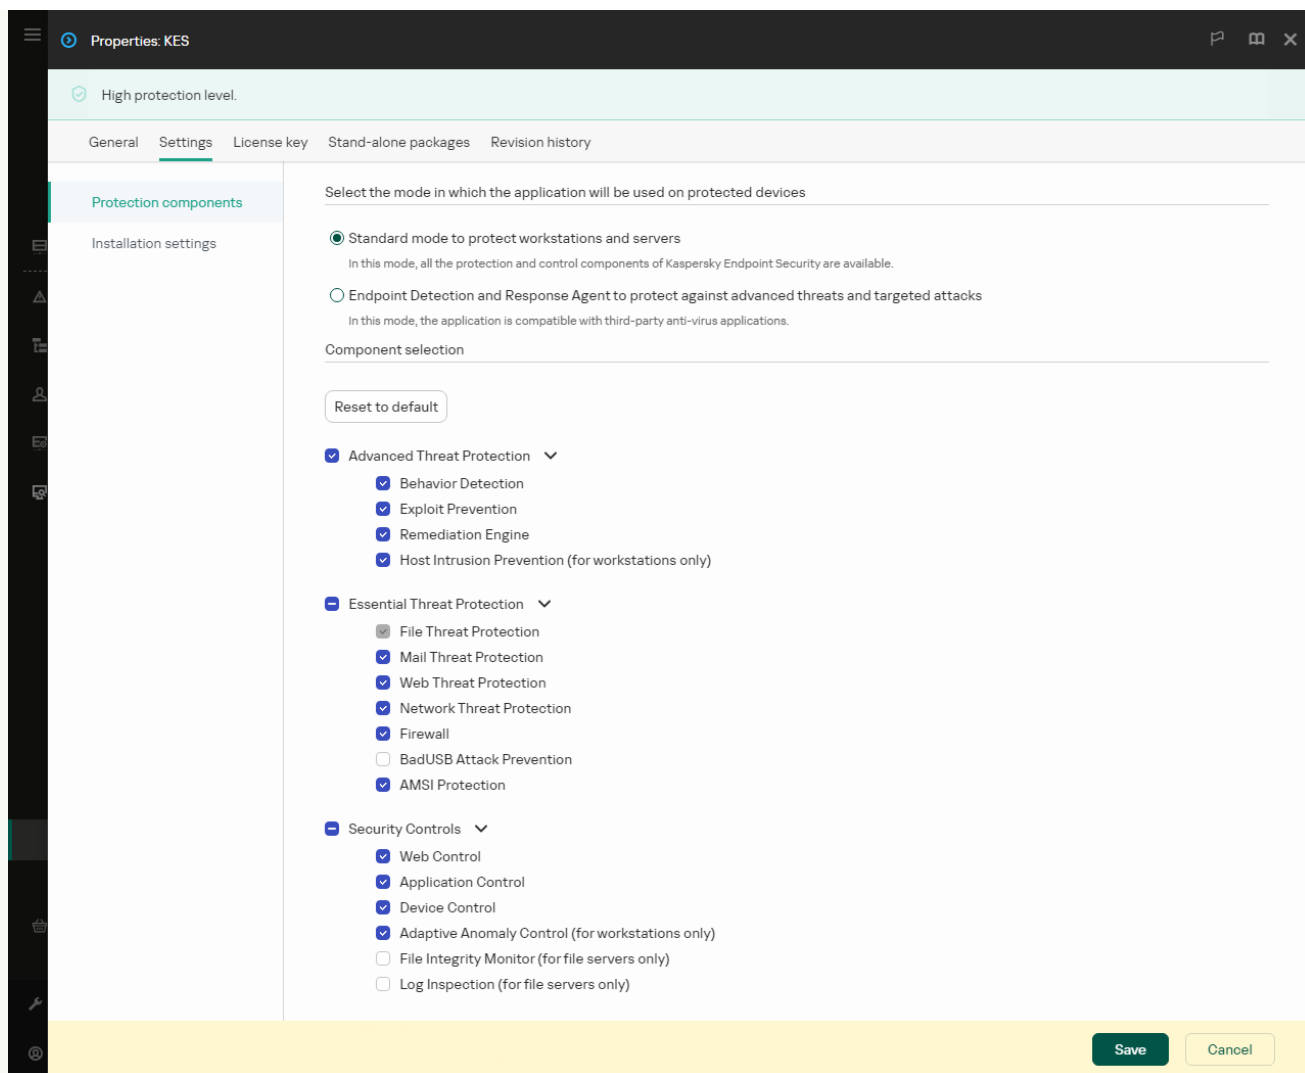 Properties: KES
High protection level.
General Settings License key Stand-alone packages Revision history
Protection components
Installation settings
Select the mode in which the application will be used on protected devices
Standard mode to protect workstations and servers
In this mode, all the protection and control components of Kaspersky Endpoint Security are available.
Endpoint Detection and Response Agent to protect against advanced threats and targeted attacks
In this mode, the application is compatible with third-party anti-virus applications.
Component selection
Reset to default
Advanced Threat Protection
Behavior Detection
Exploit Prevention
Remediation Engine
Host Intrusion Prevention (for workstations only)
Essential Threat Protection
File Threat Protection
Mail Threat Protection
Web Threat Protection
Network Threat Protection
Firewall
BadUSB Attack Prevention
AMSI Protection
Security Controls
Web Control
Application Control
Device Control
Adaptive Anomaly Control (for workstations only)
File Integrity Monitor (for file servers only)
Log Inspection (for file servers only)
Save Cancel